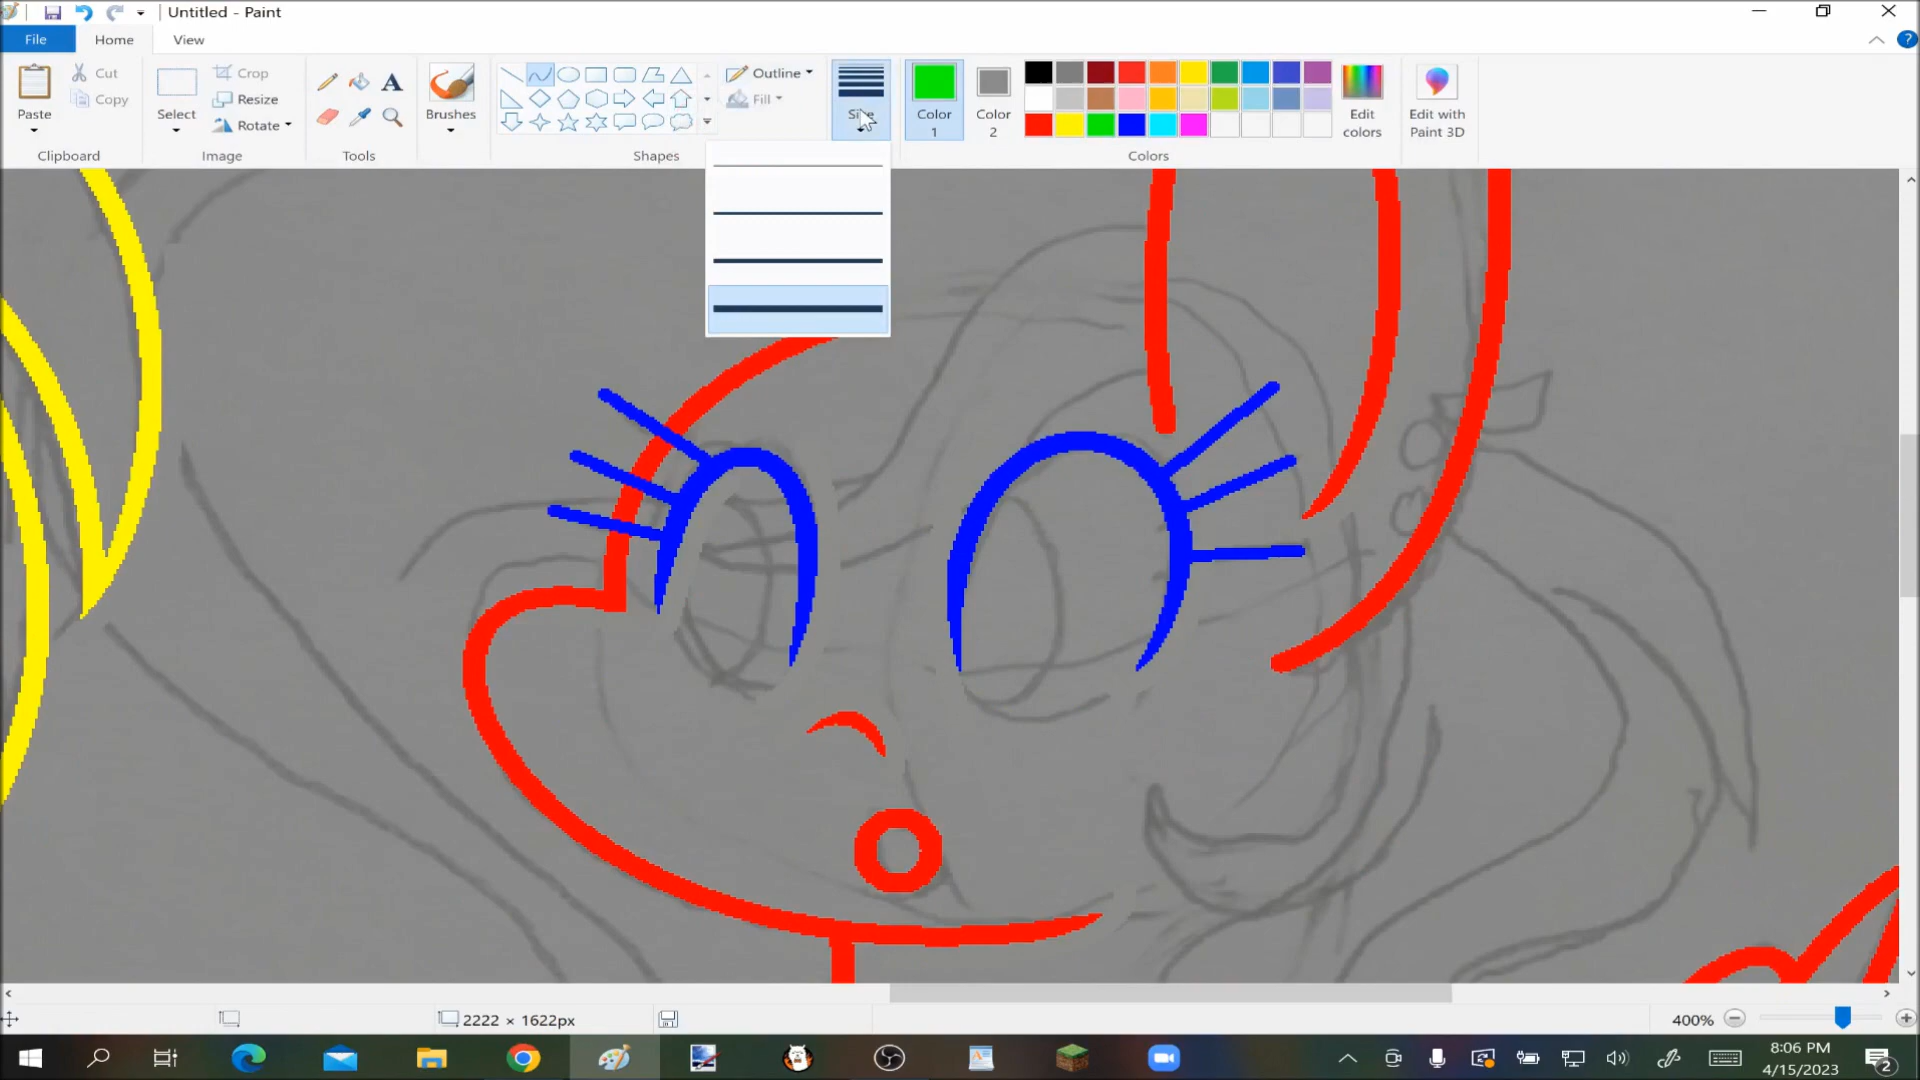 Untitled - Paint
File
Home
View
Paste
Cut
Copy
Clipboard
Select
Crop
Resize
Rotate
Image
A
Tools
Brushes
Shapes
Outline
Fill
Size
Color 1
Color 2
Colors
Edit colors
Edit with Paint 3D
2222 × 1622px
400%
8:06 PM
4/15/2023
2